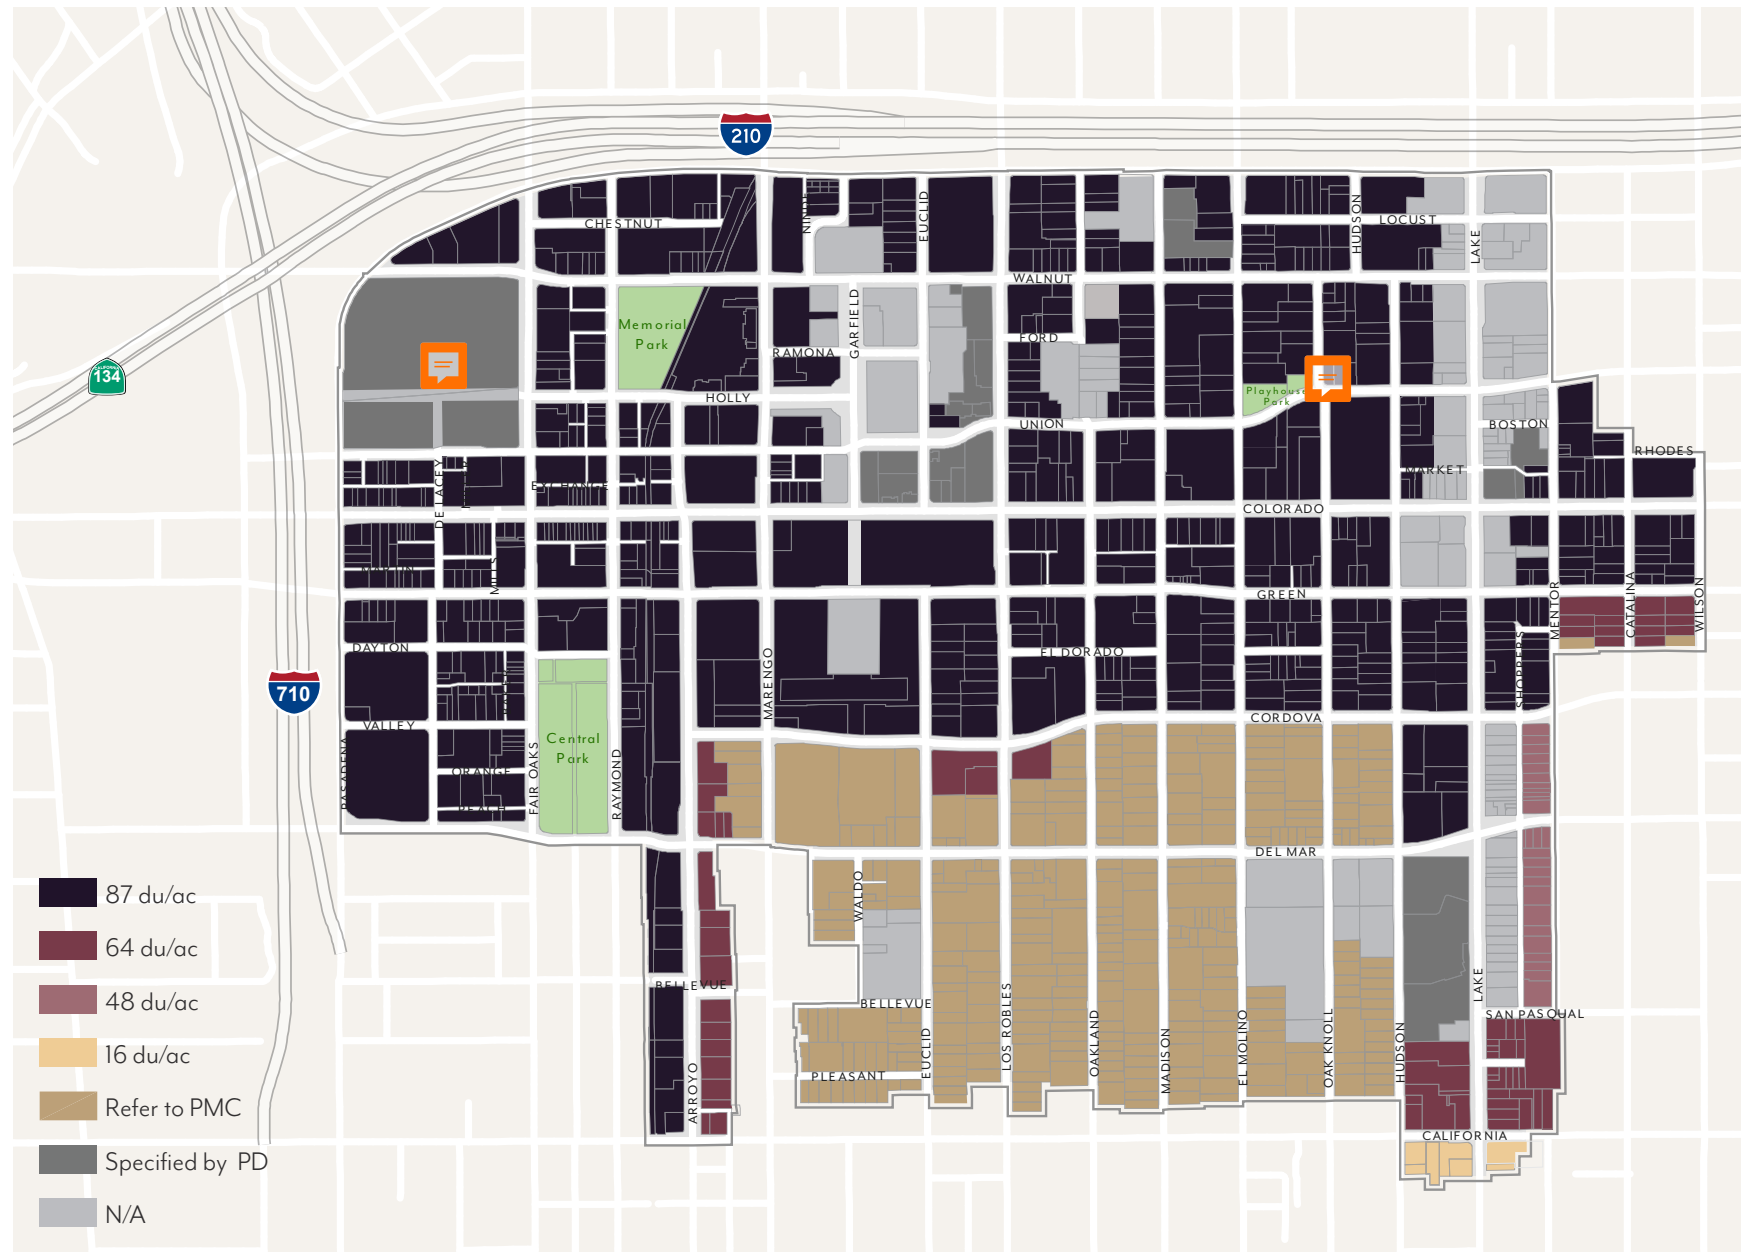 210
CHESTNUT
EUCLID
HUDSON
LOCUST
LAKE
WALNUT
134
Memorial
Park
GARFIELD
FORD
RAMONA
HOLLY
Playhouse
Park
UNION
BOSTON
RHODES
MARKET
DE LACEY
EXCHANGE
COLORADO
MARTIN
MILLS
GREEN
MENTOR
CATALINA
WILSON
DAYTON
EL DORADO
SHOPPERS
710
MARENGO
VALLEY
CORDOVA
PASADENA
ORANGE
FAIR OAKS
Central
Park
RAYMOND
DEL MAR
WALDO
87 du/ac
64 du/ac
48 du/ac
16 du/ac
Refer to PMC
Specified by PD
N/A
BELLEVUE
BELLEVUE
LAKE
SAN PASQUAL
ARROYO
PLEASANT
EUCLID
LOS ROBLES
OAKLAND
MADISON
EL MOLINO
OAK KNOLL
HUDSON
CALIFORNIA